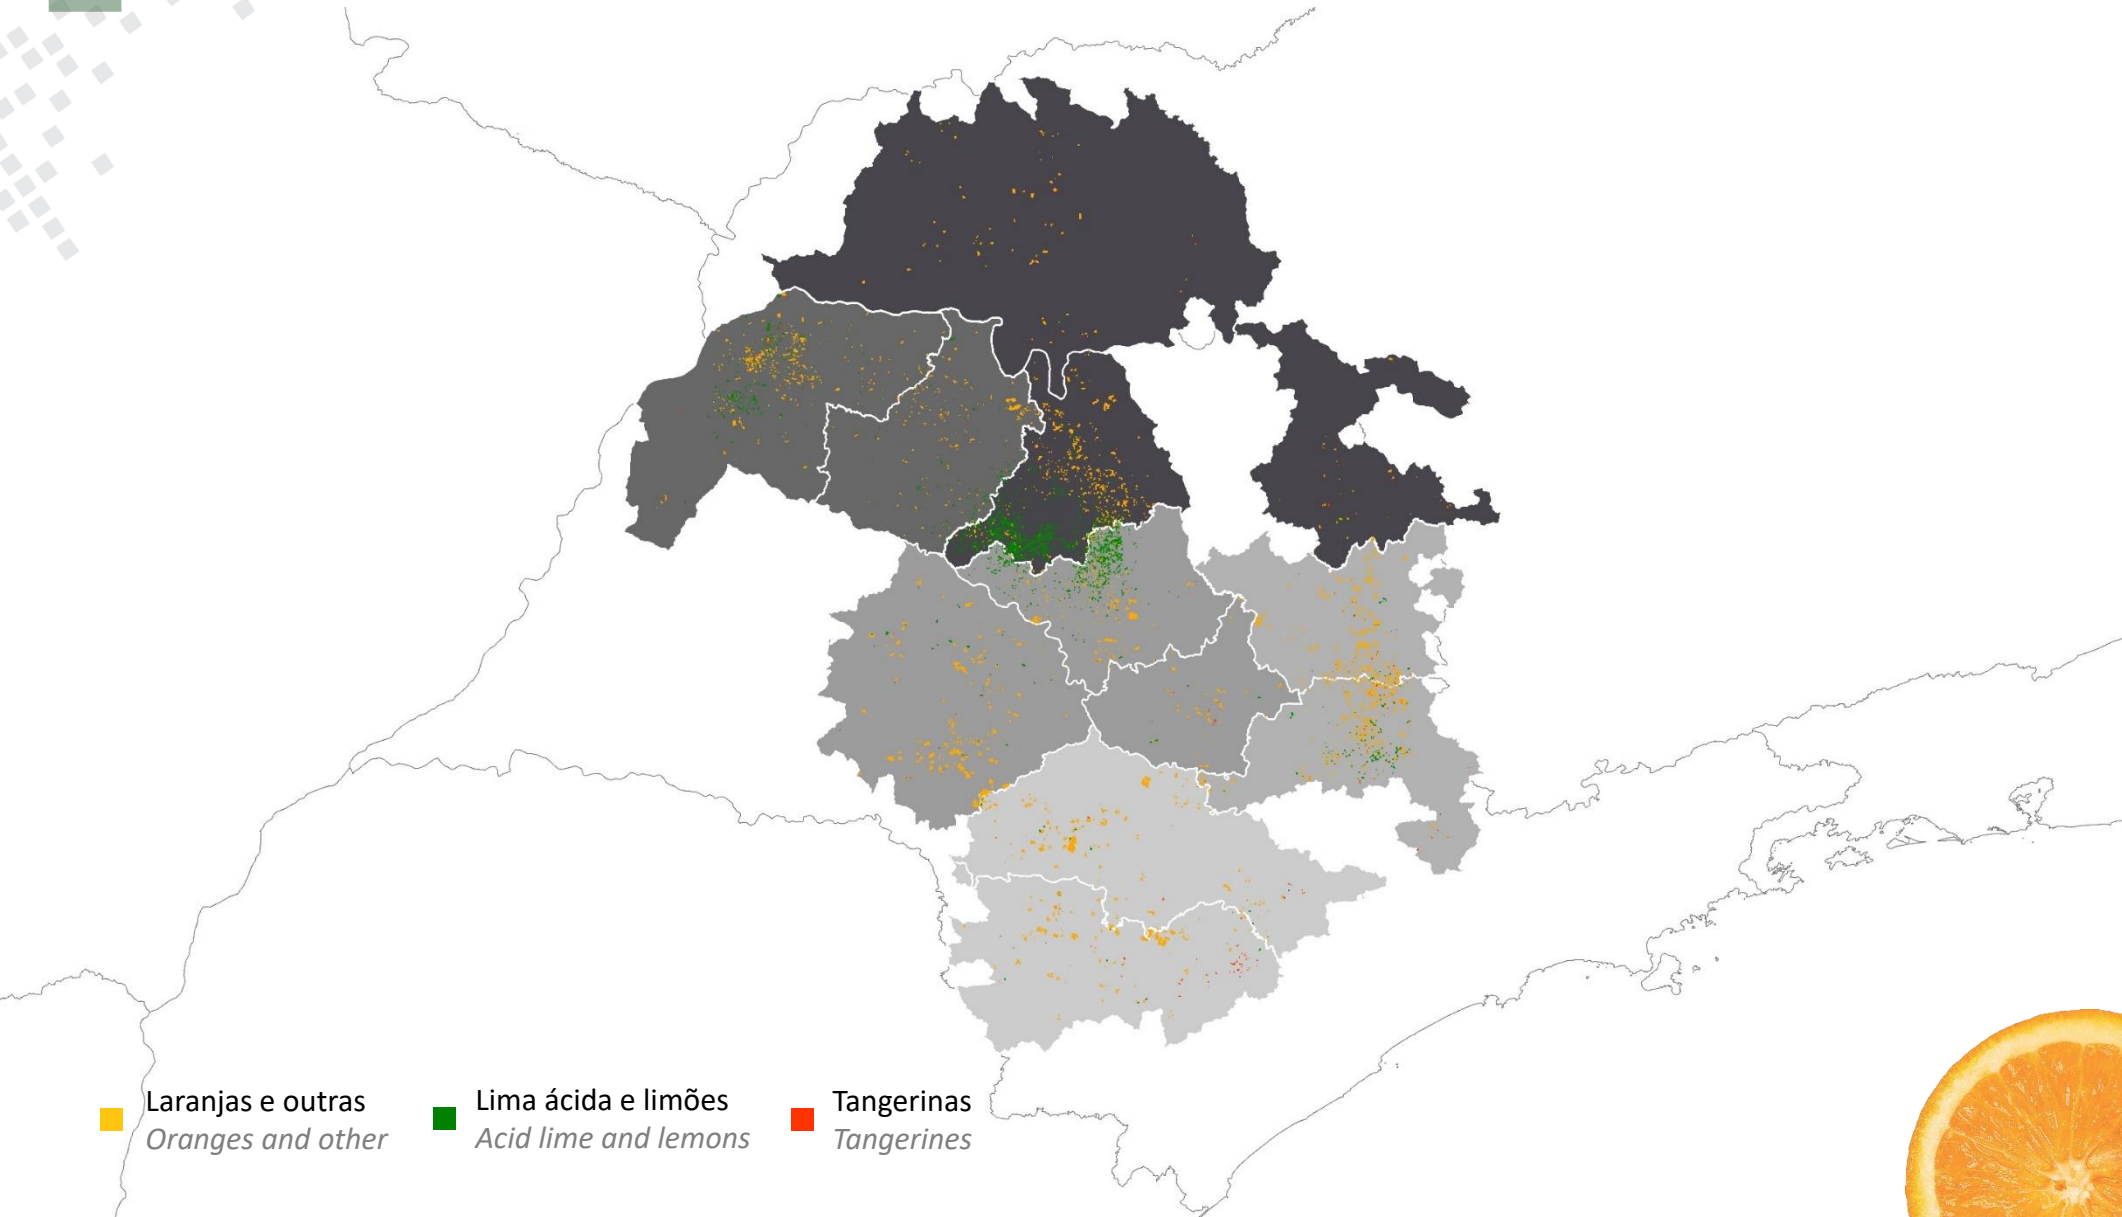 Laranjas e outras
Oranges and other
Lima ácida e limões
Acid lime and lemons
Tangerinas
Tangerines